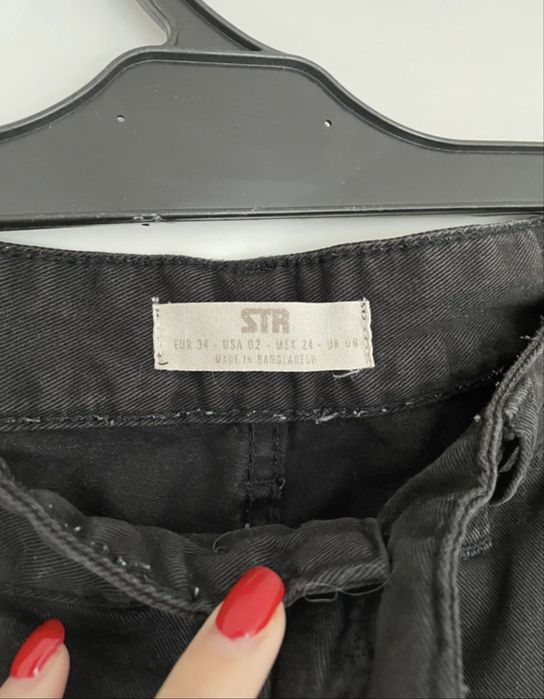 STR
EUR 34 - USA 02 - MEX 24 - UK 06
MADE IN BANGLADESH